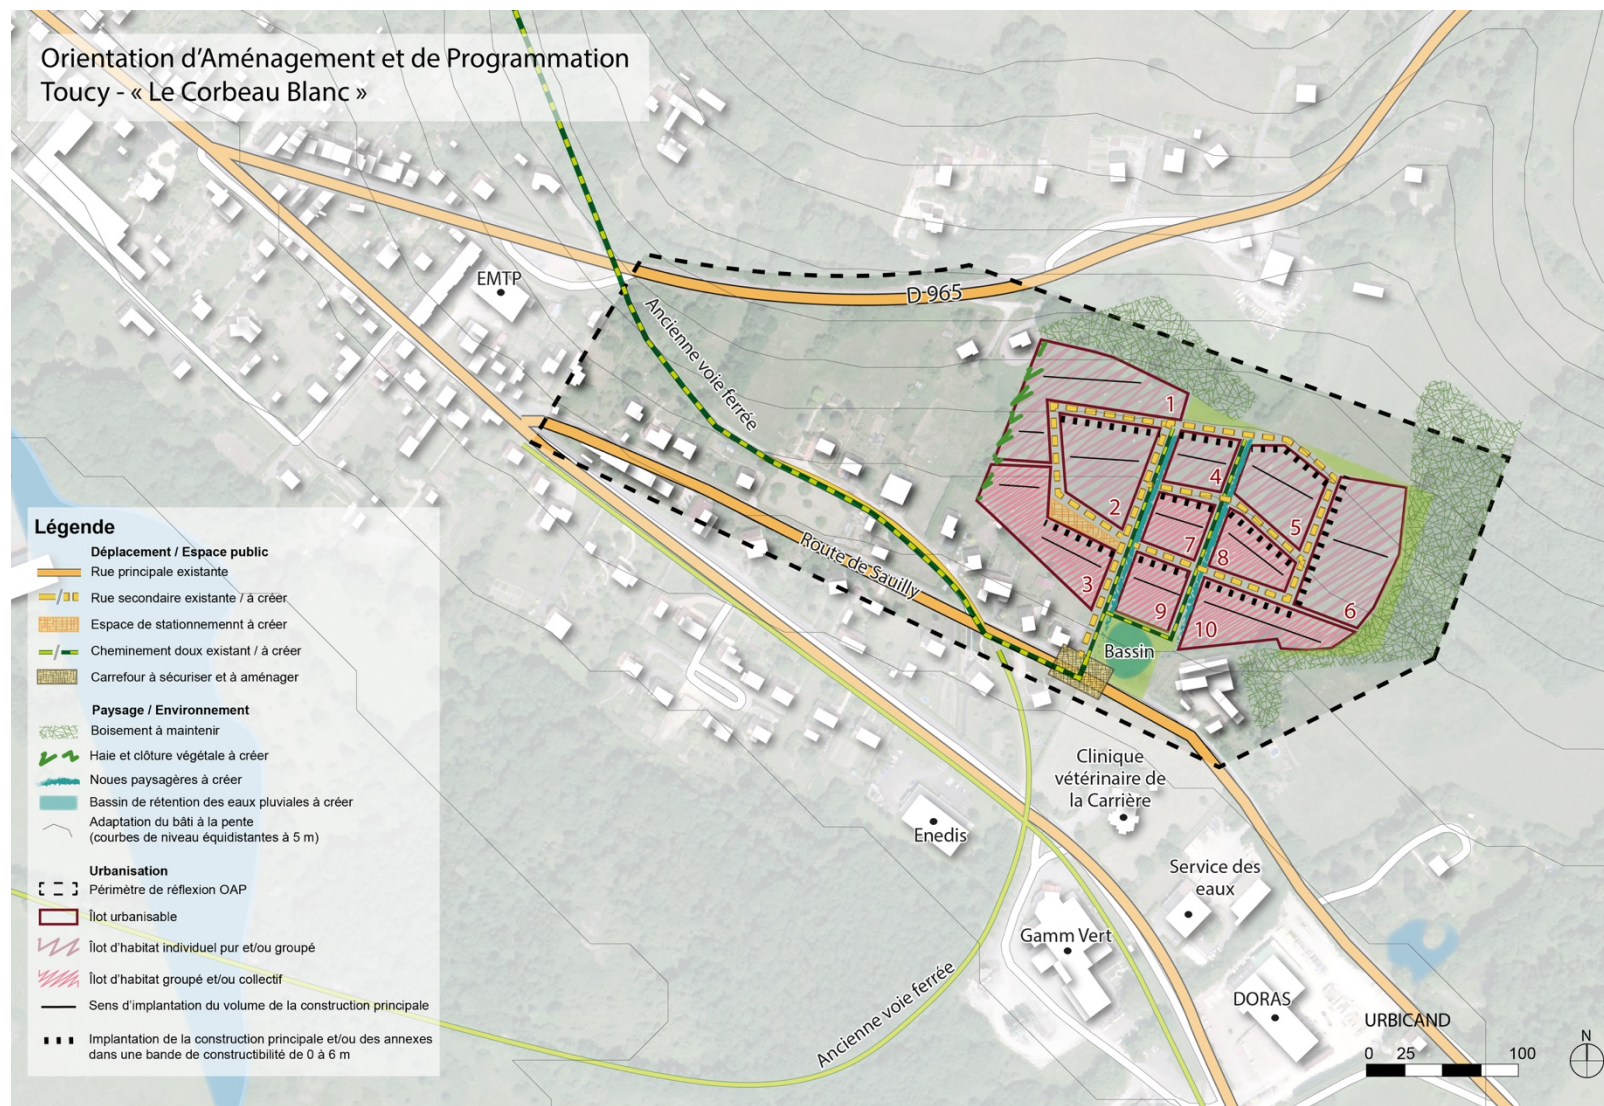 Orientation d'Aménagement et de Programmation
Toucy - « Le Corbeau Blanc »
EMTP
D 965
Ancienne voie ferrée
Route de Sauilly
1
2
3
4
5
6
7
8
9
10
Bassin
Clinique
vétérinaire de
la Carrière
Enedis
Service des
eaux
Gamm Vert
DORAS
Ancienne voie ferrée
URBICAND
0 25 100
N
Légende
Déplacement / Espace public
Rue principale existante
Rue secondaire existante / à créer
Espace de stationnemennt à créer
Cheminement doux existant / à créer
Carrefour à sécuriser et à aménager
Paysage / Environnement
Boisement à maintenir
Haie et clôture végétale à créer
Noues paysagères à créer
Bassin de rétention des eaux pluviales à créer
Adaptation du bâti à la pente
(courbes de niveau équidistantes à 5 m)
Urbanisation
Périmètre de réflexion OAP
Îlot urbanisable
Îlot d'habitat individuel pur et/ou groupé
Îlot d'habitat groupé et/ou collectif
Sens d'implantation du volume de la construction principale
Implantation de la construction principale et/ou des annexes
dans une bande de constructibilité de 0 à 6 m